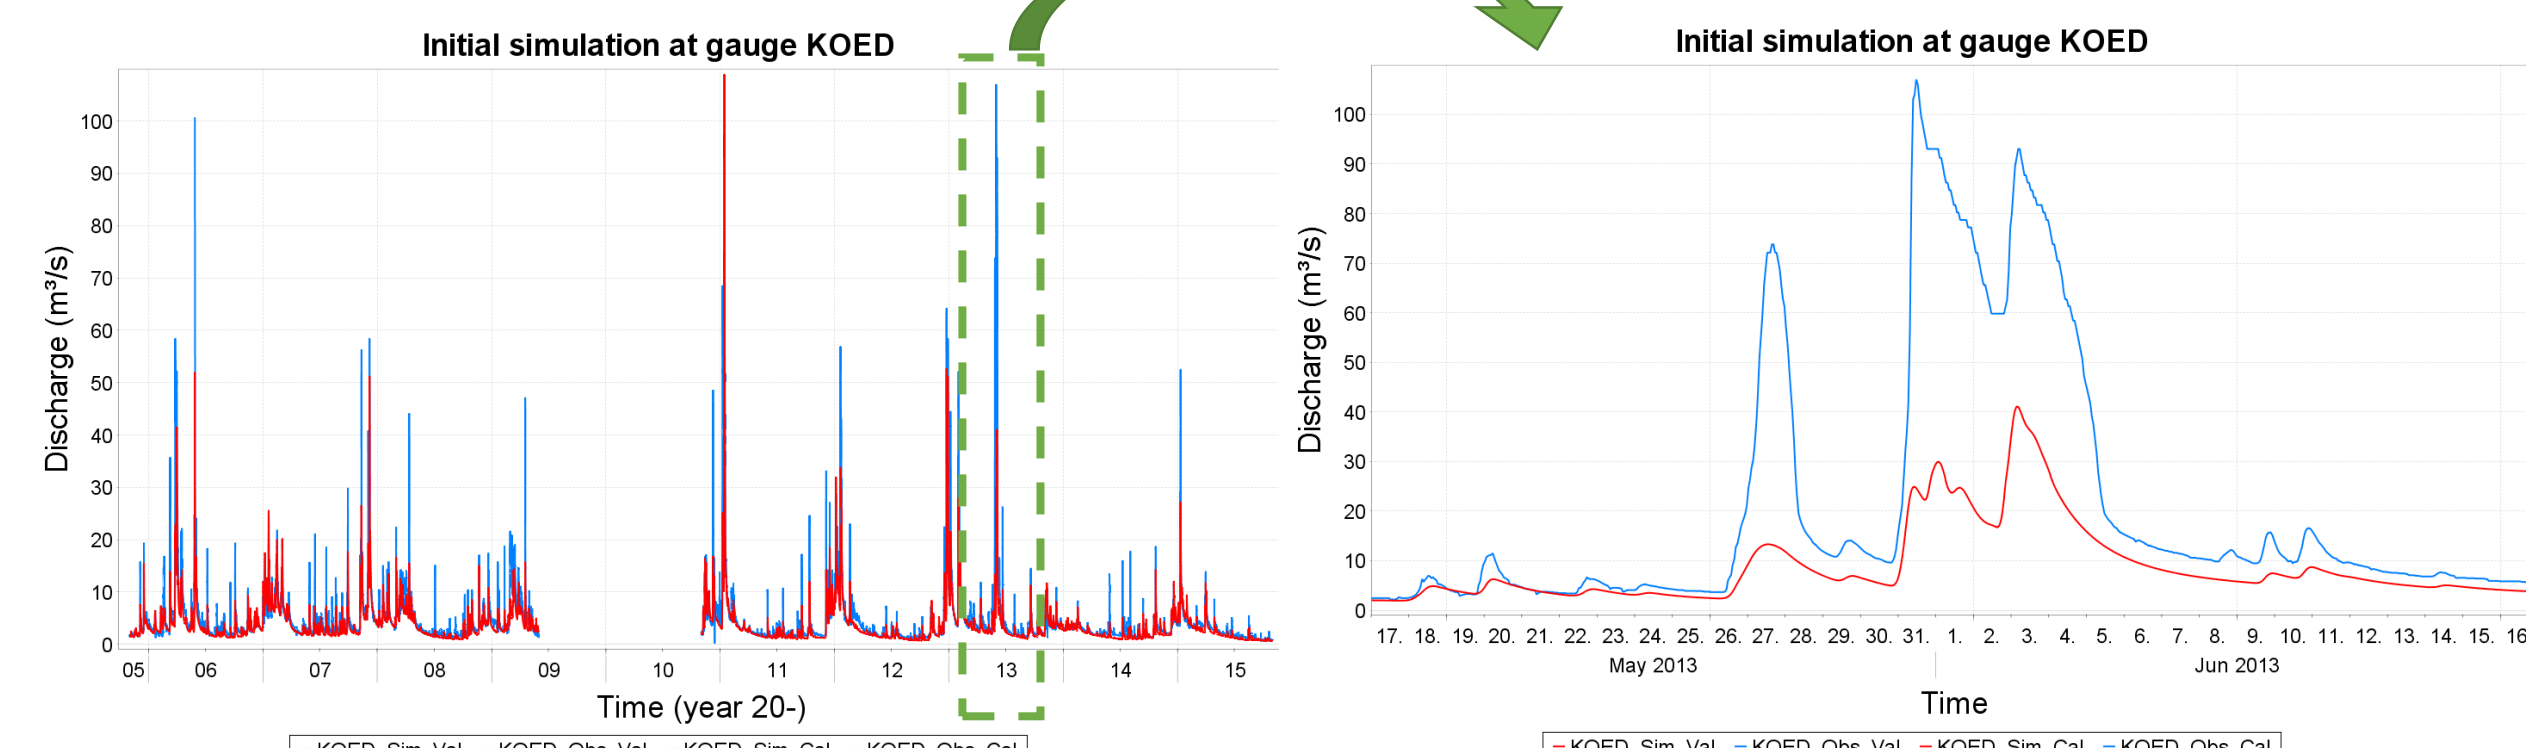 Initial simulation at gauge KOED
100
90
80
70
60
50
40
30
20
10
0
Discharge (m³/s)
05 06 07 08 09 10 11 12 13 14 15
Time (year 20-)
KOED_Sim_Val KOED_Obs_Val KOED_Sim_Cal KOED_Obs_Cal
Initial simulation at gauge KOED
100
90
80
70
60
50
40
30
20
10
0
Discharge (m³/s)
17. 18. 19. 20. 21. 22. 23. 24. 25. 26. 27. 28. 29. 30. 31. 1. 2. 3. 4. 5. 6. 7. 8. 9. 10. 11. 12. 13. 14. 15. 16
May 2013 Jun 2013
Time
KOED_Sim_Val KOED_Obs_Val KOED_Sim_Cal KOED_Obs_Cal